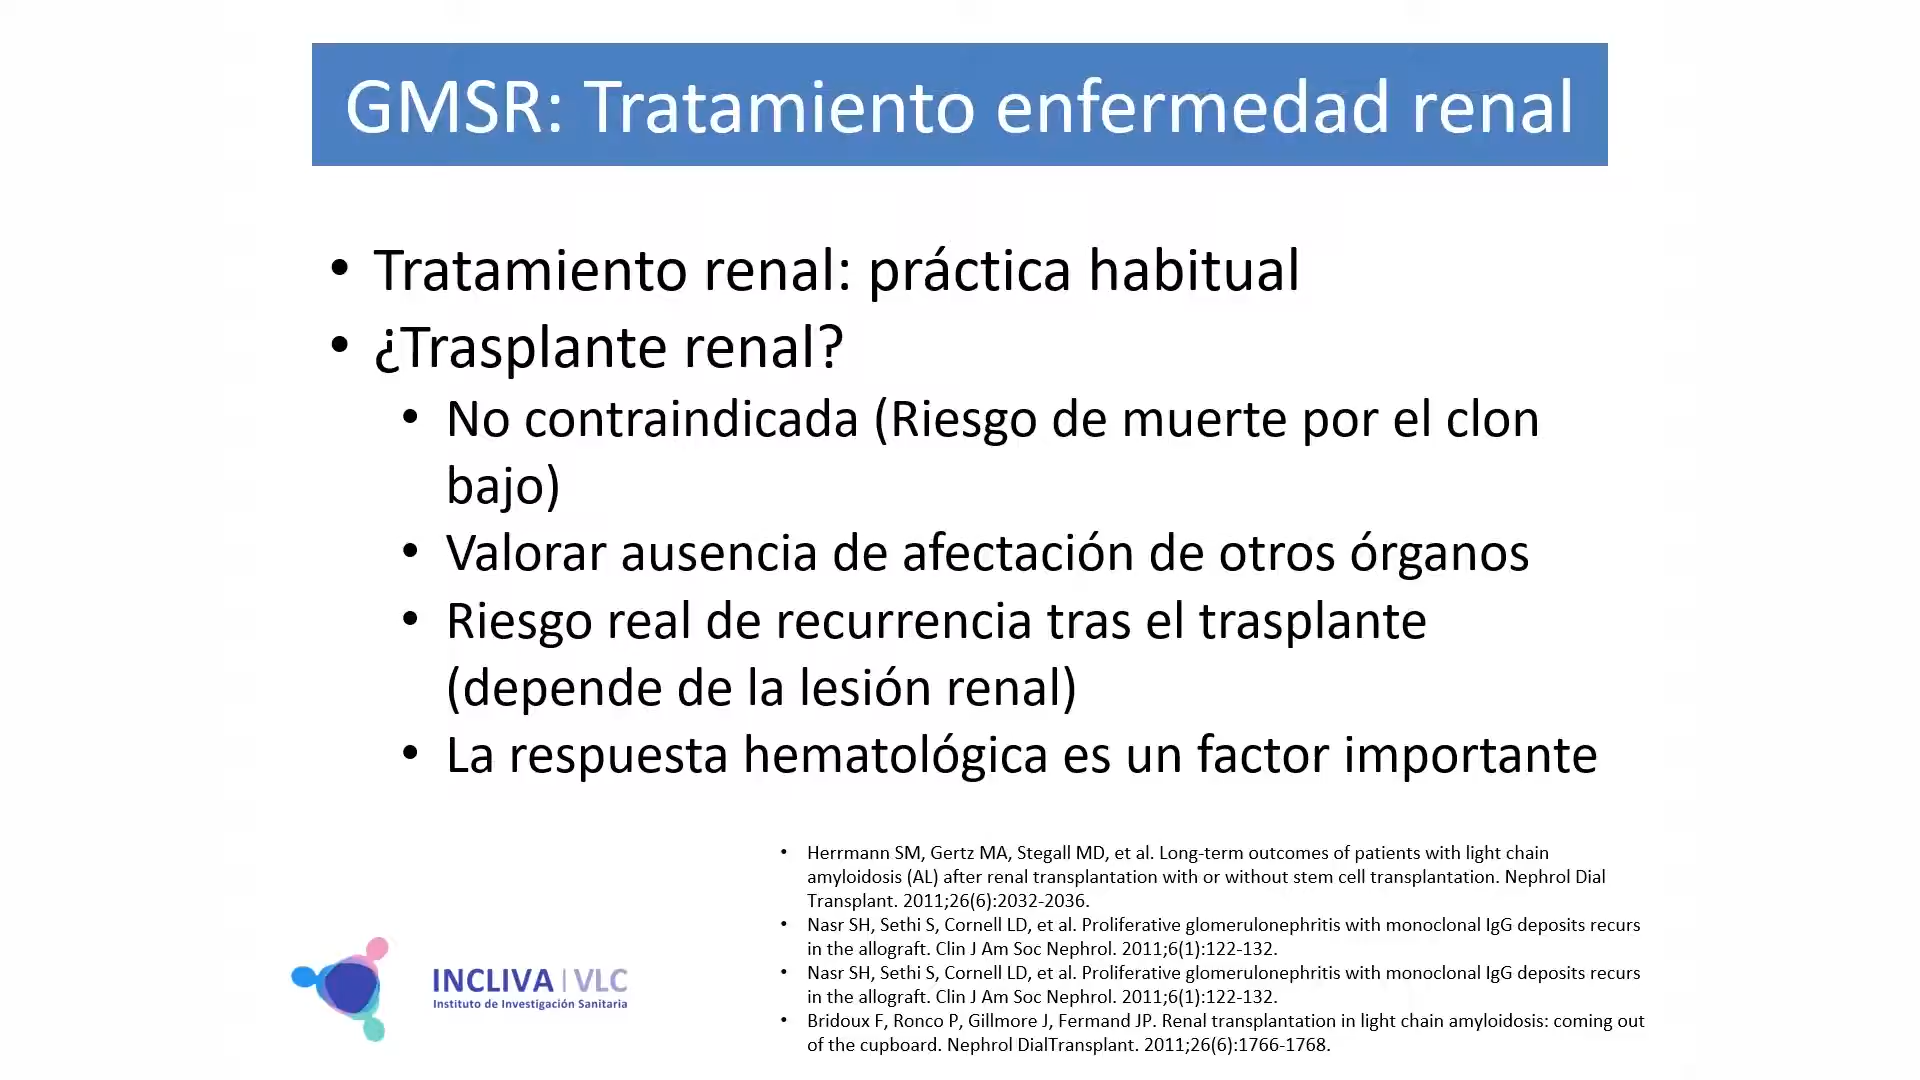 GMSR: Tratamiento enfermedad renal
• Tratamiento renal: práctica habitual
• ¿Trasplante renal?
• No contraindicada (Riesgo de muerte por el clon
bajo)
• Valorar ausencia de afectación de otros órganos
• Riesgo real de recurrencia tras el trasplante
(depende de la lesión renal)
• La respuesta hematológica es un factor importante
• Herrmann SM, Gertz MA, Stegall MD, et al. Long-term outcomes of patients with light chain
amyloidosis (AL) after renal transplantation with or without stem cell transplantation. Nephrol Dial
Transplant. 2011;26(6):2032-2036.
• Nasr SH, Sethi S, Cornell LD, et al. Proliferative glomerulonephritis with monoclonal IgG deposits recurs
in the allograft. Clin J Am Soc Nephrol. 2011;6(1):122-132.
• Nasr SH, Sethi S, Cornell LD, et al. Proliferative glomerulonephritis with monoclonal IgG deposits recurs
in the allograft. Clin J Am Soc Nephrol. 2011;6(1):122-132.
• Bridoux F, Ronco P, Gillmore J, Fermand JP. Renal transplantation in light chain amyloidosis: coming out
of the cupboard. Nephrol DialTransplant. 2011;26(6):1766-1768.
INCLIVA | VLC
Instituto de Investigación Sanitaria